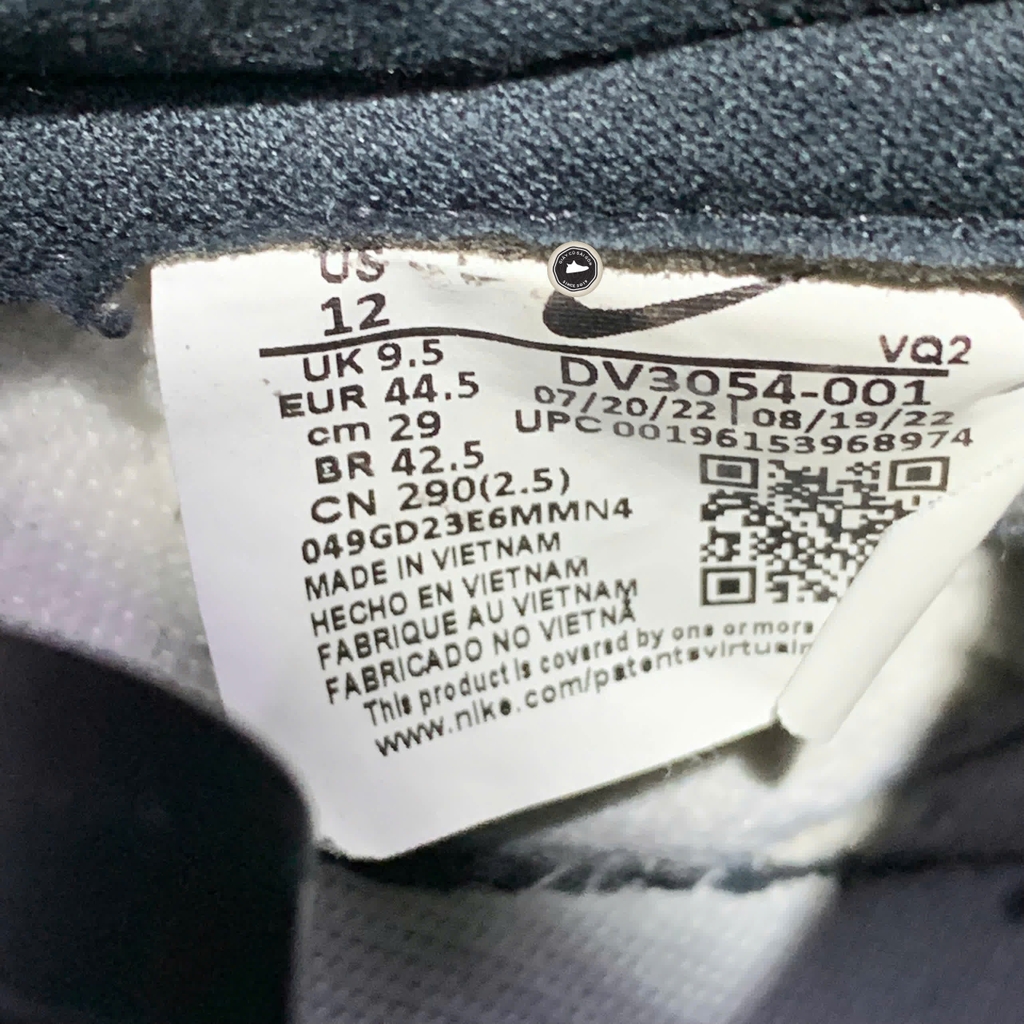 US
12
UK 9.5
EUR 44.5
cm 29
BR 42.5
CN 290(2.5)
049GD23E6MMN4
MADE IN VIETNAM
HECHO EN VIETNAM
FABRIQUE AU VIETNAM
FABRICADO NO VIETNÃ
This product is covered by one or more
www.nike.com/patents
VQ2
DV3054-001
07/20/22 | 08/19/22
UPC 00196153968974